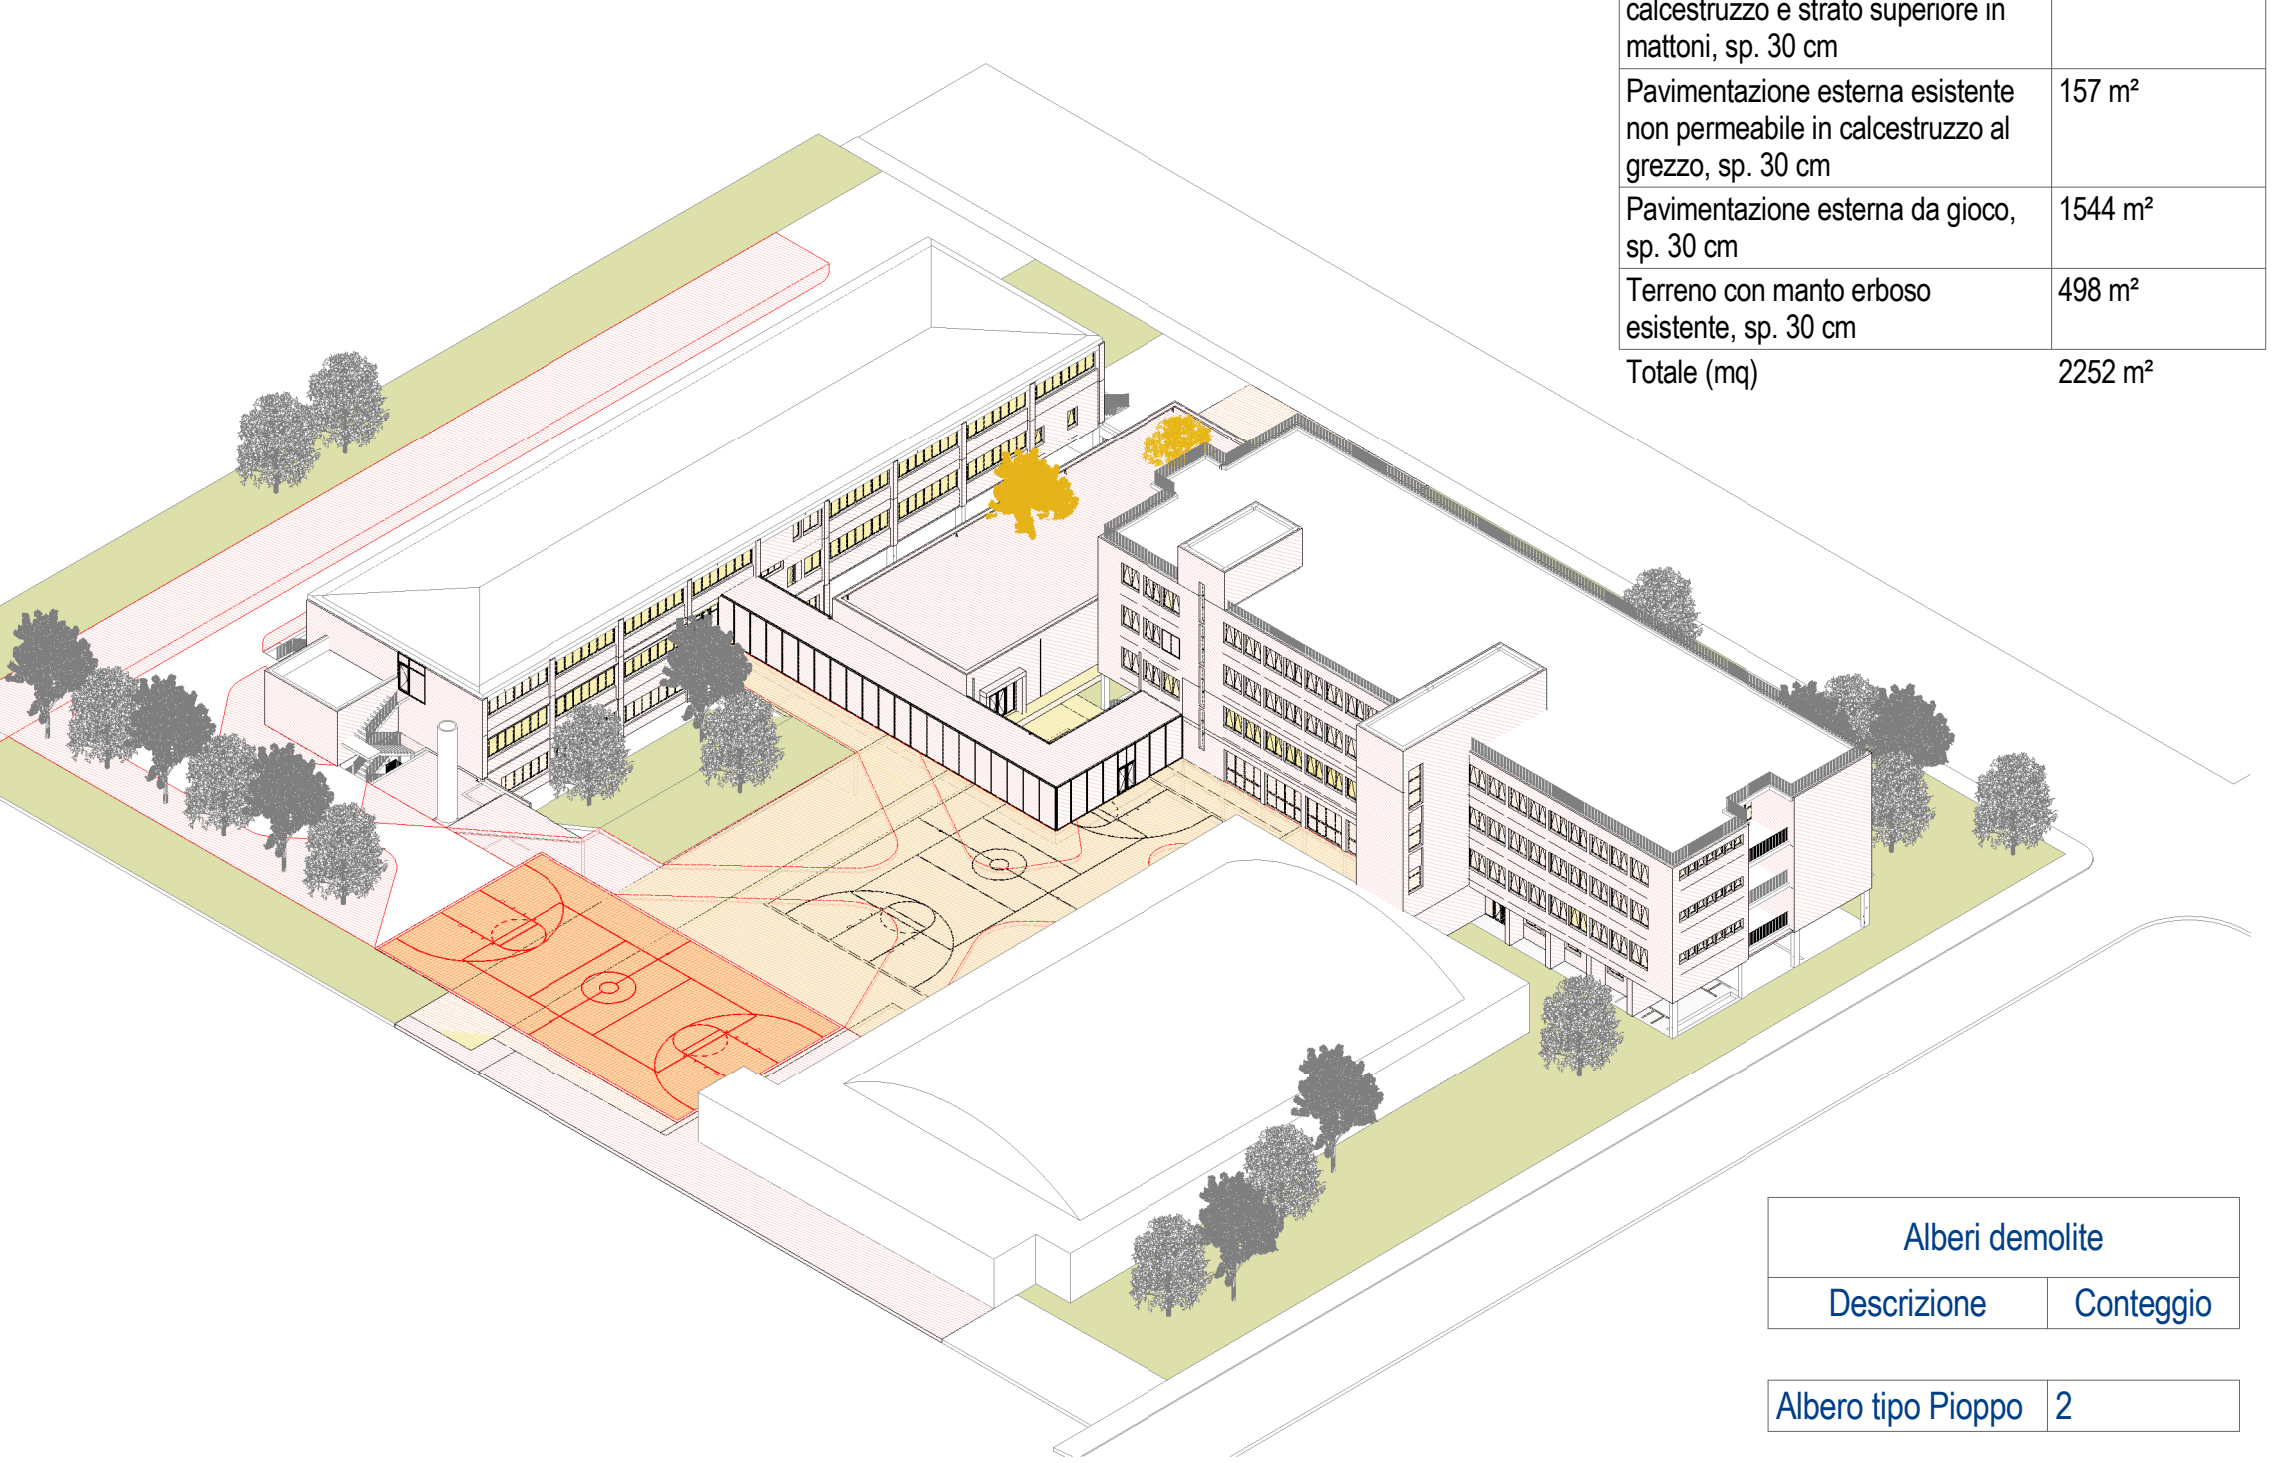 calcestruzzo e strato superiore in
mattoni, sp. 30 cm
Pavimentazione esterna esistente
non permeabile in calcestruzzo al
grezzo, sp. 30 cm
157 m²
Pavimentazione esterna da gioco,
sp. 30 cm
1544 m²
Terreno con manto erboso
esistente, sp. 30 cm
498 m²
Totale (mq)
2252 m²
Alberi demolite
Descrizione
Conteggio
Albero tipo Pioppo
2